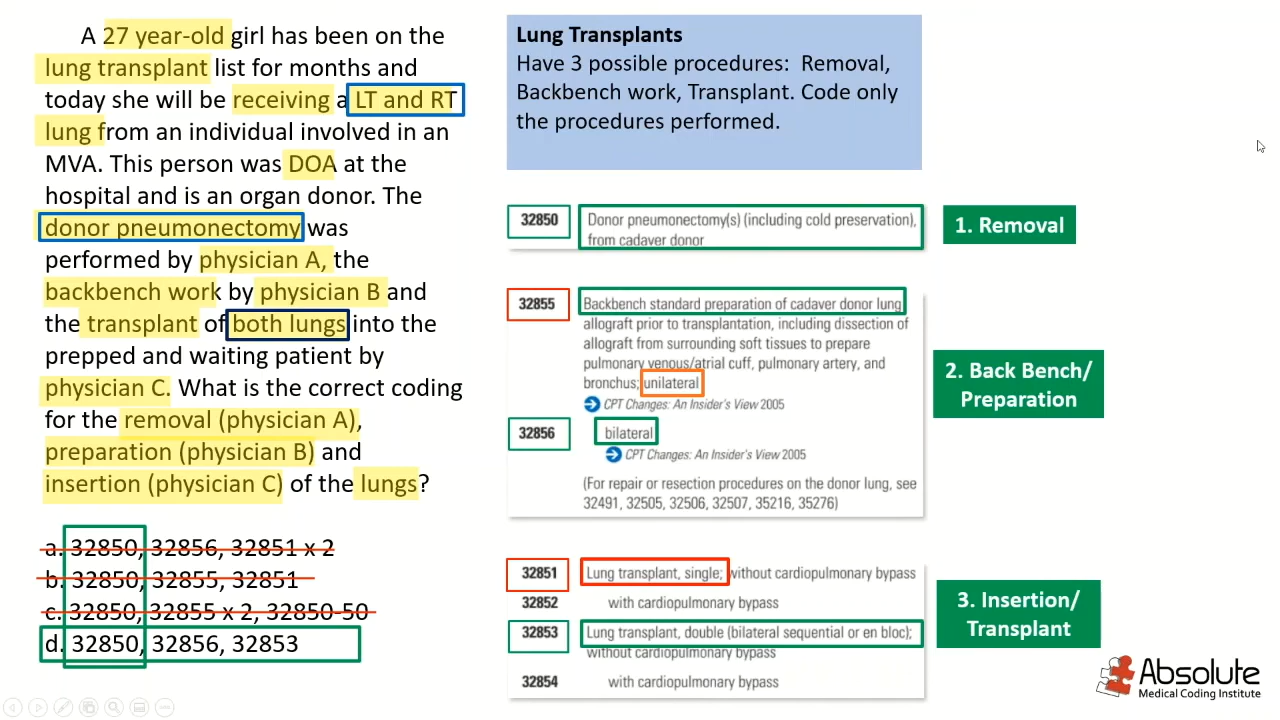 A 27 year-old girl has been on the
lung transplant list for months and
today she will be receiving a LT and RT
lung from an individual involved in an
MVA. This person was DOA at the
hospital and is an organ donor. The
donor pneumonectomy was
performed by physician A, the
backbench work by physician B and
the transplant of both lungs into the
prepped and waiting patient by
physician C. What is the correct coding
for the removal (physician A),
preparation (physician B) and
insertion (physician C) of the lungs?
a. 32850, 32856, 32851 x 2
b. 32850, 32855, 32851
c. 32850, 32855 x 2, 32850-50
d. 32850, 32856, 32853
Lung Transplants
Have 3 possible procedures: Removal,
Backbench work, Transplant. Code only
the procedures performed.
32850 Donor pneumonectomy(s) (including cold preservation),
from cadaver donor
1. Removal
32855 Backbench standard preparation of cadaver donor lung
allograft prior to transplantation, including dissection of
allograft from surrounding soft tissues to prepare
pulmonary venous/atrial cuff, pulmonary artery, and
bronchus; unilateral
CPT Changes: An Insider's View 2005
32856 bilateral
CPT Changes: An Insider's View 2005
(For repair or resection procedures on the donor lung, see
32491, 32505, 32506, 32507, 35216, 35276)
2. Back Bench/
Preparation
32851 Lung transplant, single; without cardiopulmonary bypass
32852 with cardiopulmonary bypass
32853 Lung transplant, double (bilateral sequential or en bloc);
without cardiopulmonary bypass
32854 with cardiopulmonary bypass
3. Insertion/
Transplant
Absolute
Medical Coding Institute